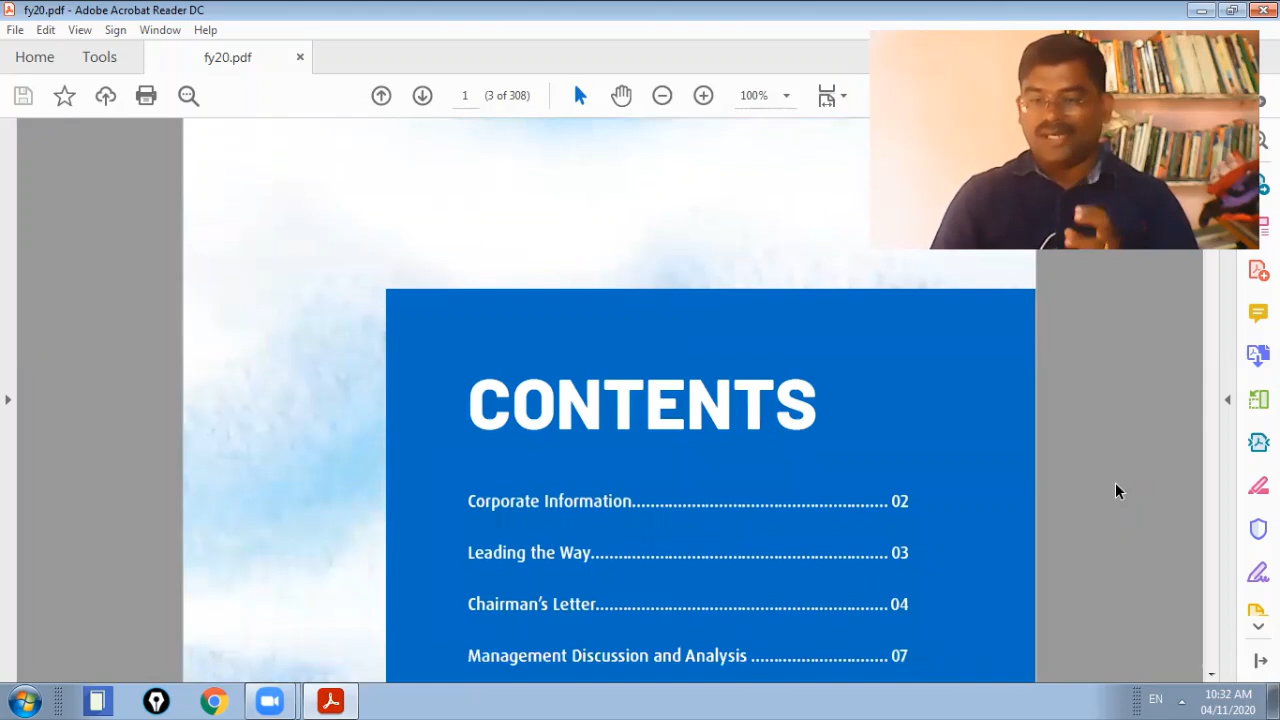 fy20.pdf - Adobe Acrobat Reader DC
File Edit View Sign Window Help
Home Tools fy20.pdf
1 (3 of 308) 100%
CONTENTS
Corporate Information................................................... 02
Leading the Way............................................................ 03
Chairman's Letter........................................................... 04
Management Discussion and Analysis ............................ 07
EN 10:32 AM
04/11/2020